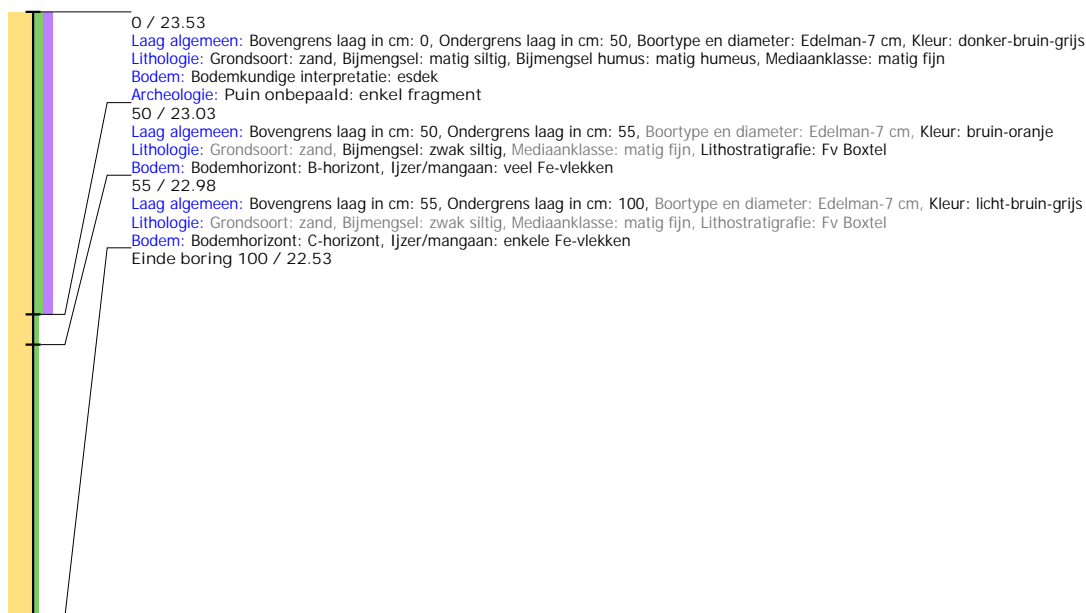 0 / 23.53
Laag algemeen: Bovengrens laag in cm: 0, Ondergrens laag in cm: 50, Boortype en diameter: Edelman-7 cm, Kleur: donker-bruin-grijs
Lithologie: Grondsoort: zand, Bijmengsel: matig siltig, Bijmengsel humus: matig humeus, Mediaanklasse: matig fijn
Bodem: Bodemkundige interpretatie: esdek
Archeologie: Puin onbepaald: enkel fragment
50 / 23.03
Laag algemeen: Bovengrens laag in cm: 50, Ondergrens laag in cm: 55, Boortype en diameter: Edelman-7 cm, Kleur: bruin-oranje
Lithologie: Grondsoort: zand, Bijmengsel: zwak siltig, Mediaanklasse: matig fijn, Lithostratigrafie: Fv Boxtel
Bodem: Bodemhorizont: B-horizont, Ijzer/mangaan: veel Fe-vlekken
55 / 22.98
Laag algemeen: Bovengrens laag in cm: 55, Ondergrens laag in cm: 100, Boortype en diameter: Edelman-7 cm, Kleur: licht-bruin-grijs
Lithologie: Grondsoort: zand, Bijmengsel: zwak siltig, Mediaanklasse: matig fijn, Lithostratigrafie: Fv Boxtel
Bodem: Bodemhorizont: C-horizont, Ijzer/mangaan: enkele Fe-vlekken
Einde boring 100 / 22.53